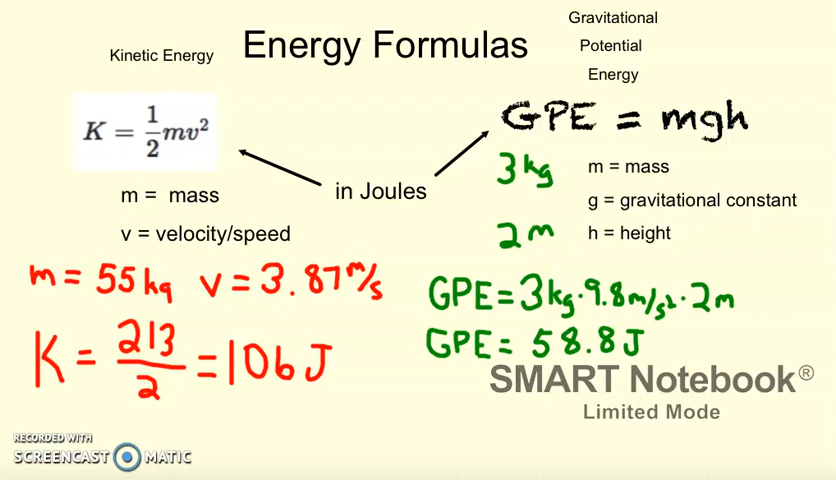 Energy Formulas
Kinetic Energy
K = 1/2 mv²
m = mass
v = velocity/speed
in Joules
Gravitational
Potential
Energy
GPE = mgh
3kg
m = mass
g = gravitational constant
2m
h = height
m = 55kg v = 3.87m/s
K = 213/2 = 106 J
GPE = 3kg·9.8m/s²·2m
GPE = 58.8J
SMART Notebook®
Limited Mode
RECORDED WITH
SCREENCAST MATIC